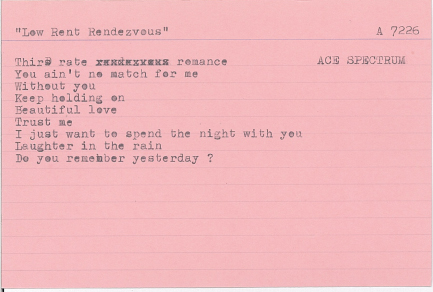 "Low Rent Rendezvous" A 7226
Third rate romance ACE SPECTRUM
You ain't no match for me
Without you
Keep holding on
Beautiful love
Trust me
I just want to spend the night with you
Laughter in the rain
Do you remember yesterday ?